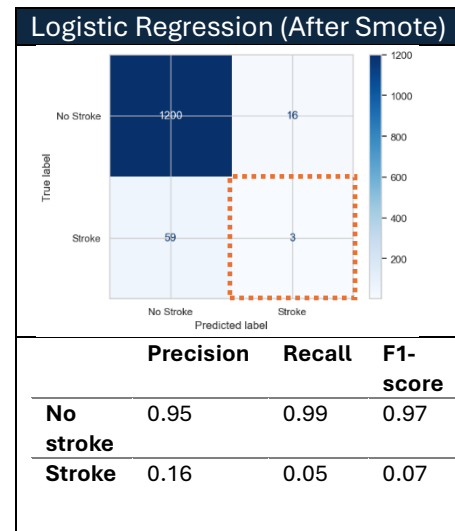 Logistic Regression (After Smote)
1200
1000
800
600
400
200
True label
No Stroke
1200
16
Stroke
59
3
No Stroke
Stroke
Predicted label
Precision Recall F1-
score
No
stroke
0.95 0.99 0.97
Stroke 0.16 0.05 0.07